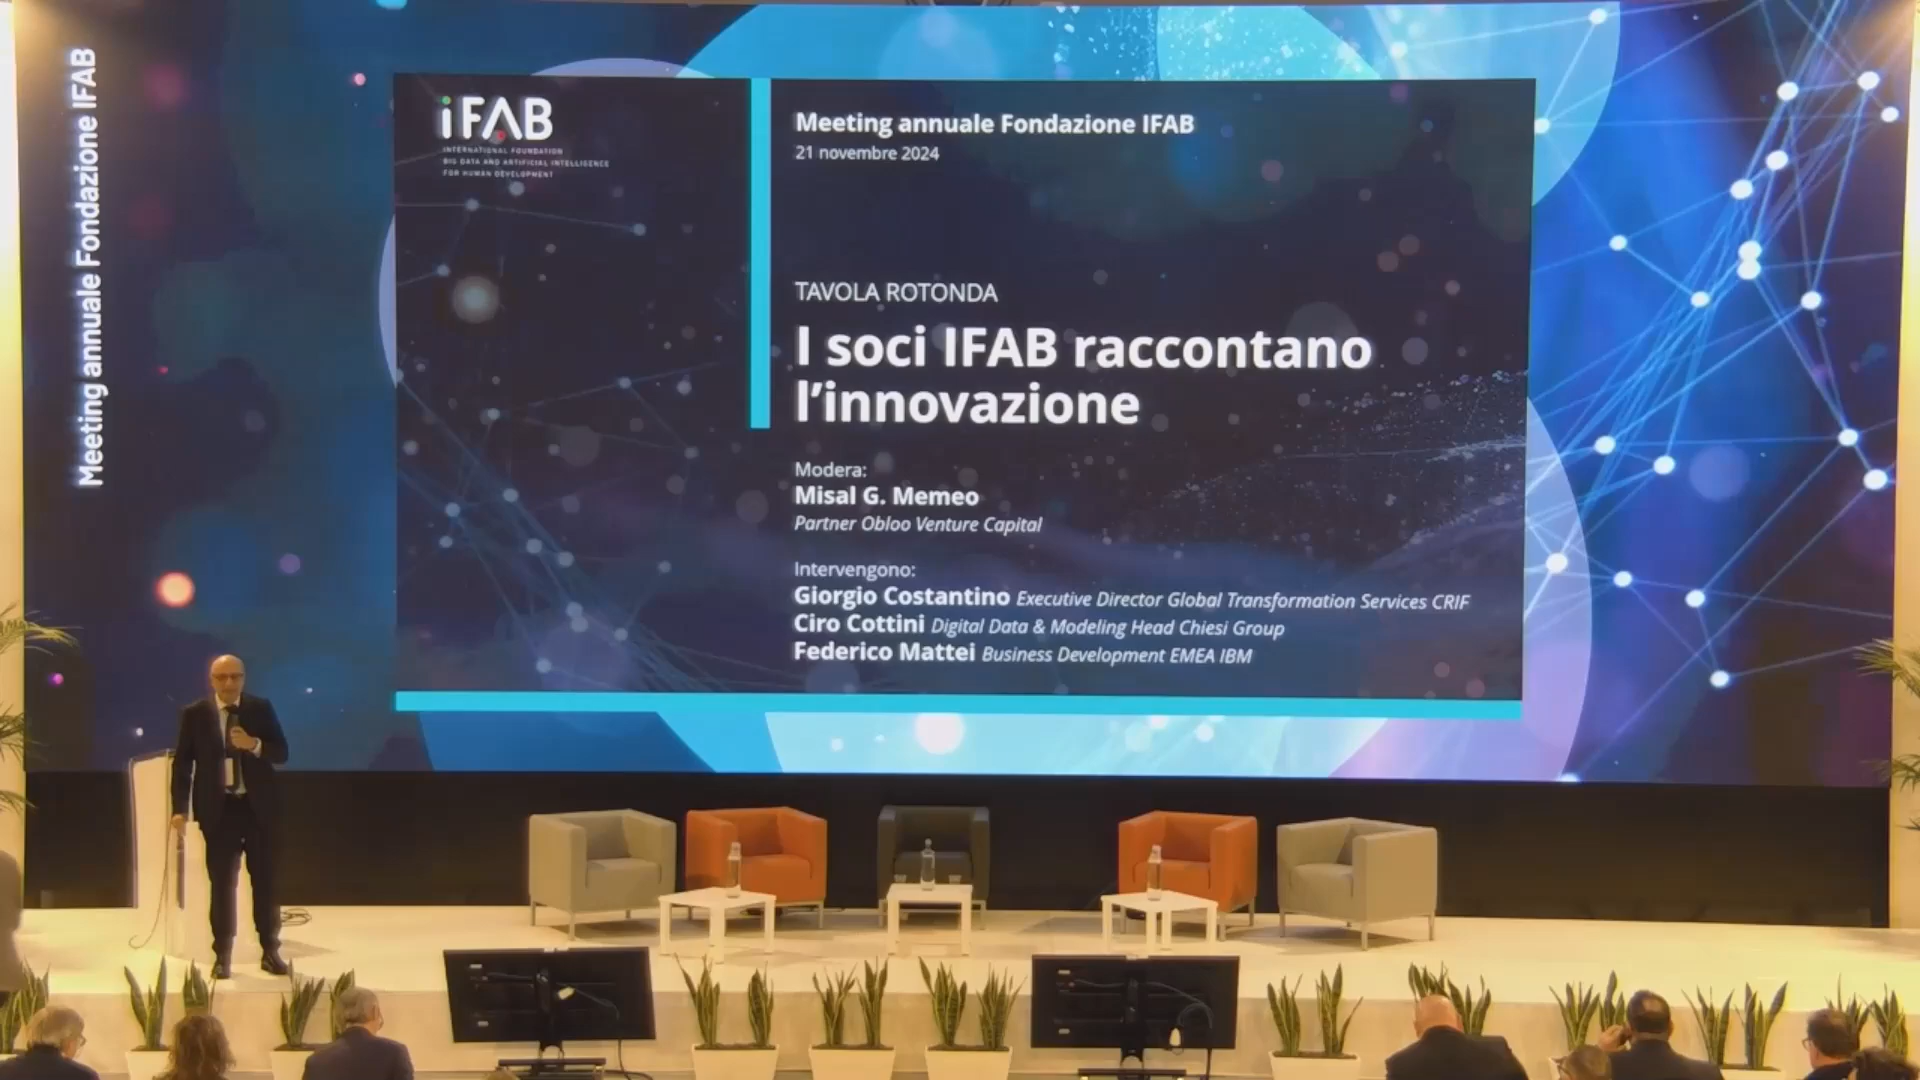 Meeting annuale Fondazione IFAB
iFAB
INTERNATIONAL FOUNDATION
BIG DATA AND ARTIFICIAL INTELLIGENCE
FOR HUMAN DEVELOPMENT
Meeting annuale Fondazione IFAB
21 novembre 2024
TAVOLA ROTONDA
I soci IFAB raccontano
l’innovazione
Modera:
Misal G. Memeo
Partner Obloo Venture Capital
Intervengono:
Giorgio Costantino Executive Director Global Transformation Services CRIF
Ciro Cottini Digital Data & Modeling Head Chiesi Group
Federico Mattei Business Development EMEA IBM